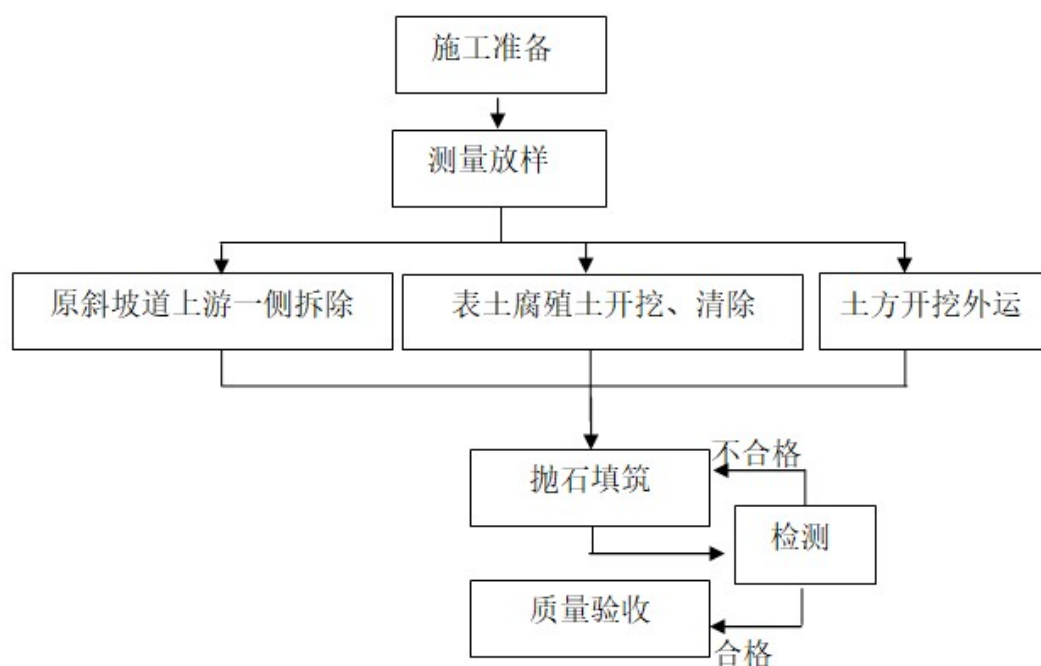 施工准备
测量放样
原斜坡道上游一侧拆除
表土腐殖土开挖、清除
土方开挖外运
不合格
抛石填筑
检测
质量验收
合格